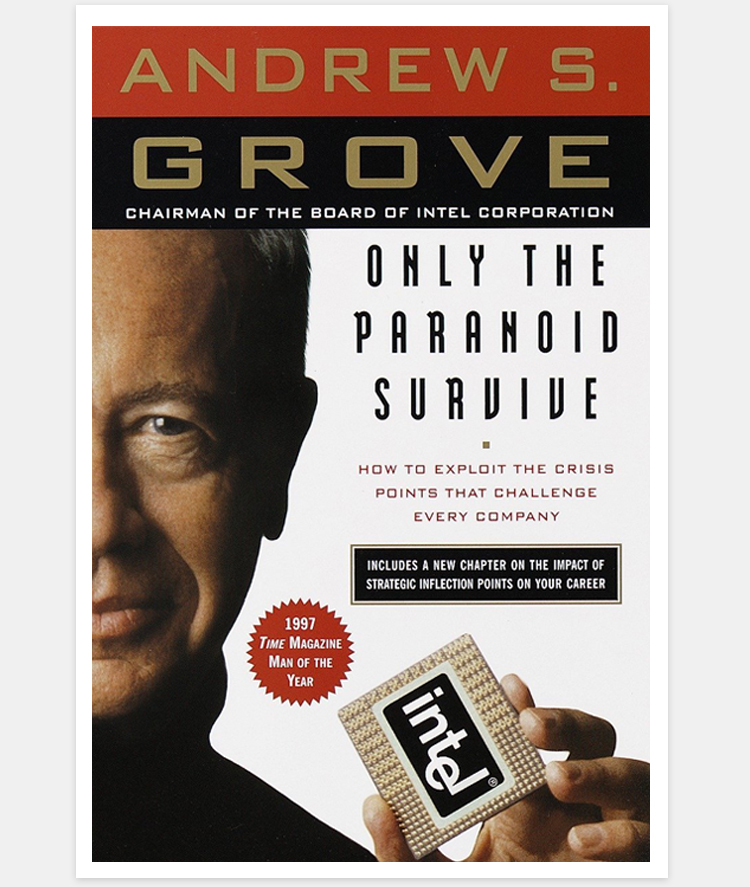 ANDREW S.
GROVE
CHAIRMAN OF THE BOARD OF INTEL CORPORATION
ONLY THE
PARANOID
SURVIVE
HOW TO EXPLOIT THE CRISIS
POINTS THAT CHALLENGE
EVERY COMPANY
INCLUDES A NEW CHAPTER ON THE IMPACT OF
STRATEGIC INFLECTION POINTS ON YOUR CAREER
1997
TIME MAGAZINE
MAN OF THE
YEAR
intel®